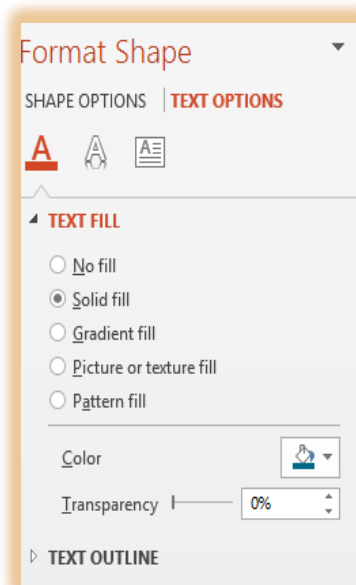 Format Shape
SHAPE OPTIONS TEXT OPTIONS
TEXT FILL
No fill
Solid fill
Gradient fill
Picture or texture fill
Pattern fill
Color
Transparency 0%
TEXT OUTLINE